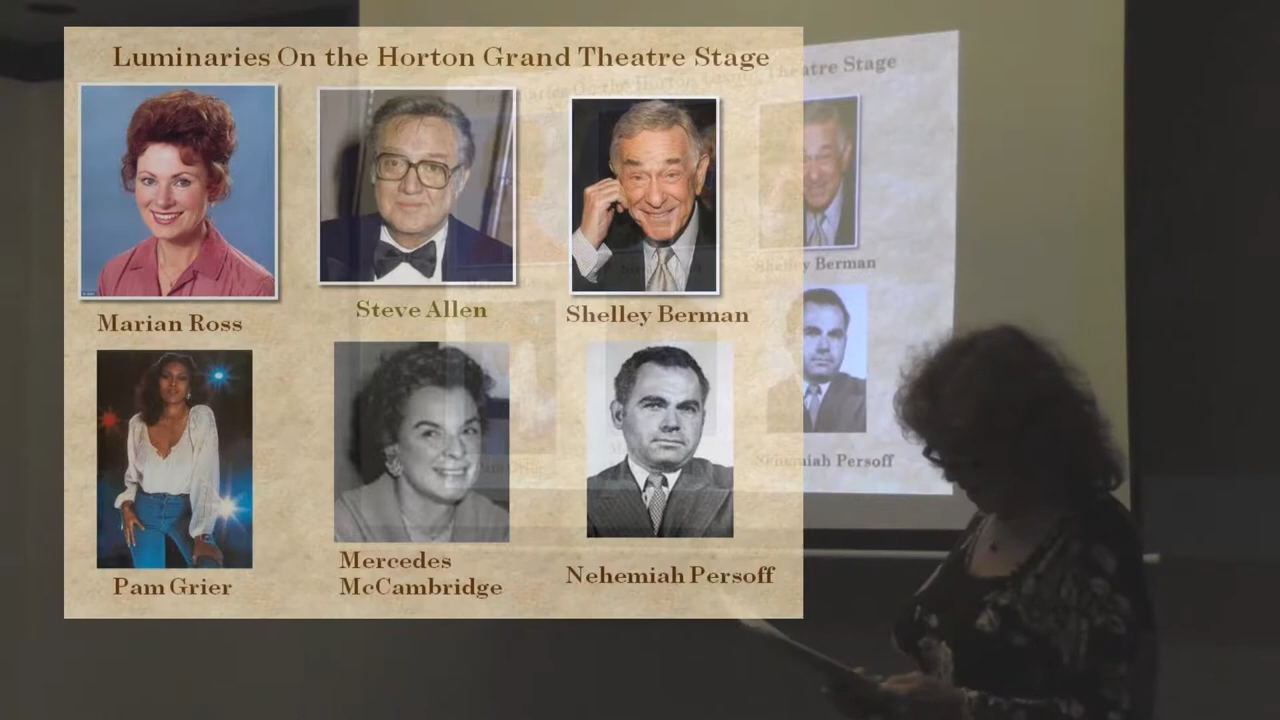 Luminaries On the Horton Grand Theatre Stage
Marian Ross
Steve Allen
Shelley Berman
Pam Grier
Mercedes
McCambridge
Nehemiah Persoff
Theatre Stage
Shelley Berman
Nehemiah Persoff